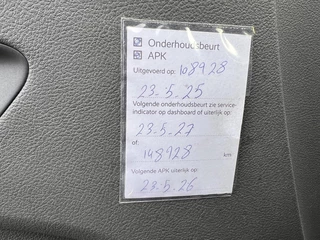 Onderhoudsbeurt
APK
Uitgevoerd op: 108928
23.5.25
Volgende onderhoudsbeurt zie service-
indicator op dashboard of uiterlijk op:
23.5.27
of:
148928 km
Volgende APK uiterlijk op:
23.5.26